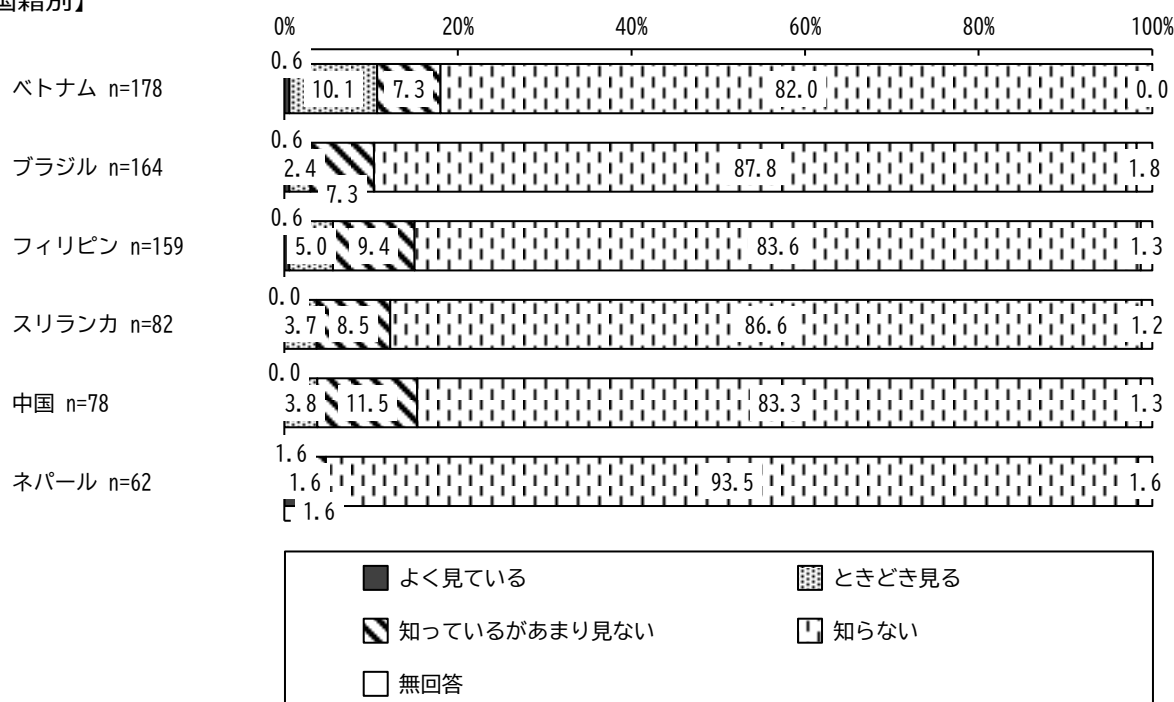 国籍別】
0% 20% 40% 60% 80% 100%
0.6
ベトナム n=178 10.1 7.3 82.0 0.0
0.6
ブラジル n=164 2.4 87.8 1.8
7.3
0.6
フィリピン n=159 5.0 9.4 83.6 1.3
0.0
スリランカ n=82 3.7 8.5 86.6 1.2
0.0
中国 n=78 3.8 11.5 83.3 1.3
1.6
ネパール n=62 1.6 93.5 1.6
1.6
よく見ている ときどき見る
知っているがあまり見ない 知らない
無回答